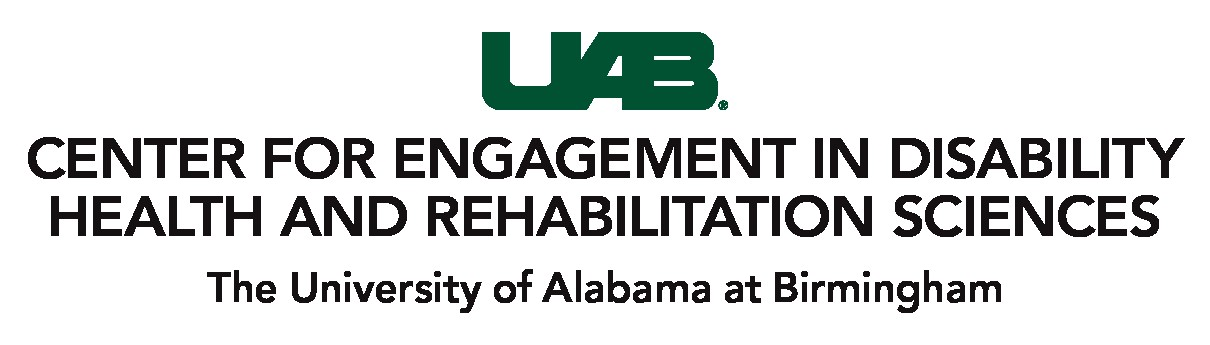 UAB®
CENTER FOR ENGAGEMENT IN DISABILITY
HEALTH AND REHABILITATION SCIENCES
The University of Alabama at Birmingham